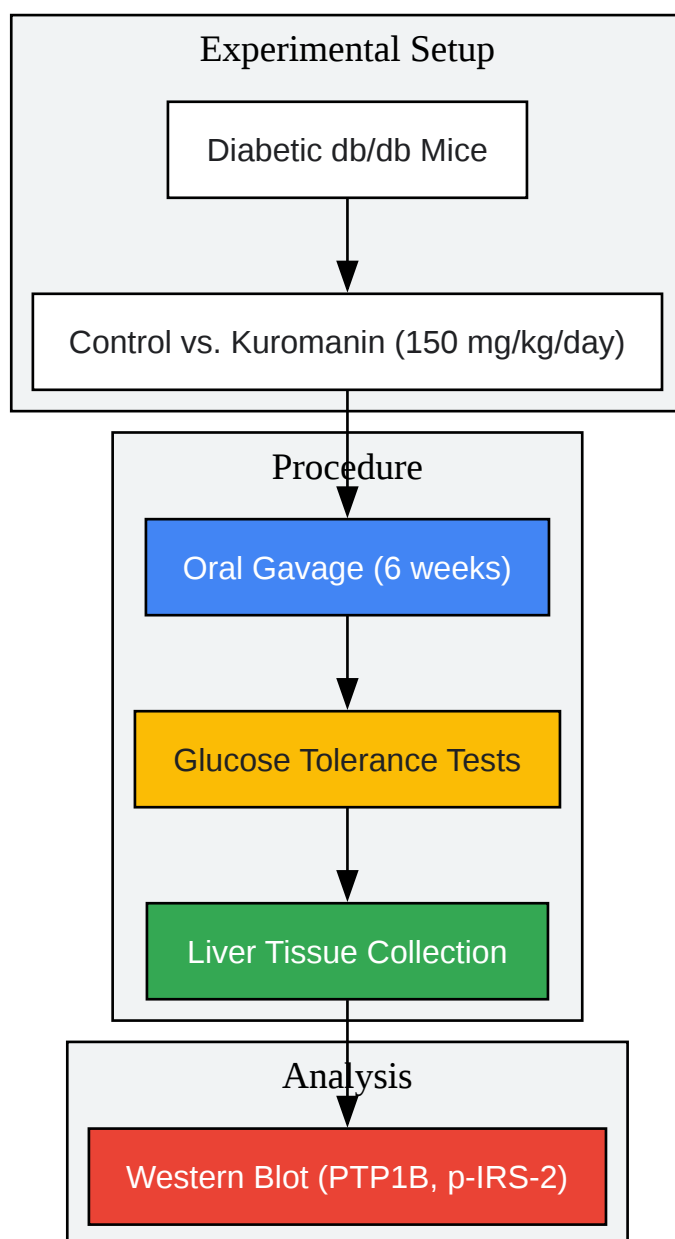 Experimental Setup
Diabetic db/db Mice
Control vs. Kuromanin (150 mg/kg/day)
Procedure
Oral Gavage (6 weeks)
Glucose Tolerance Tests
Liver Tissue Collection
Analysis
Western Blot (PTP1B, p-IRS-2)